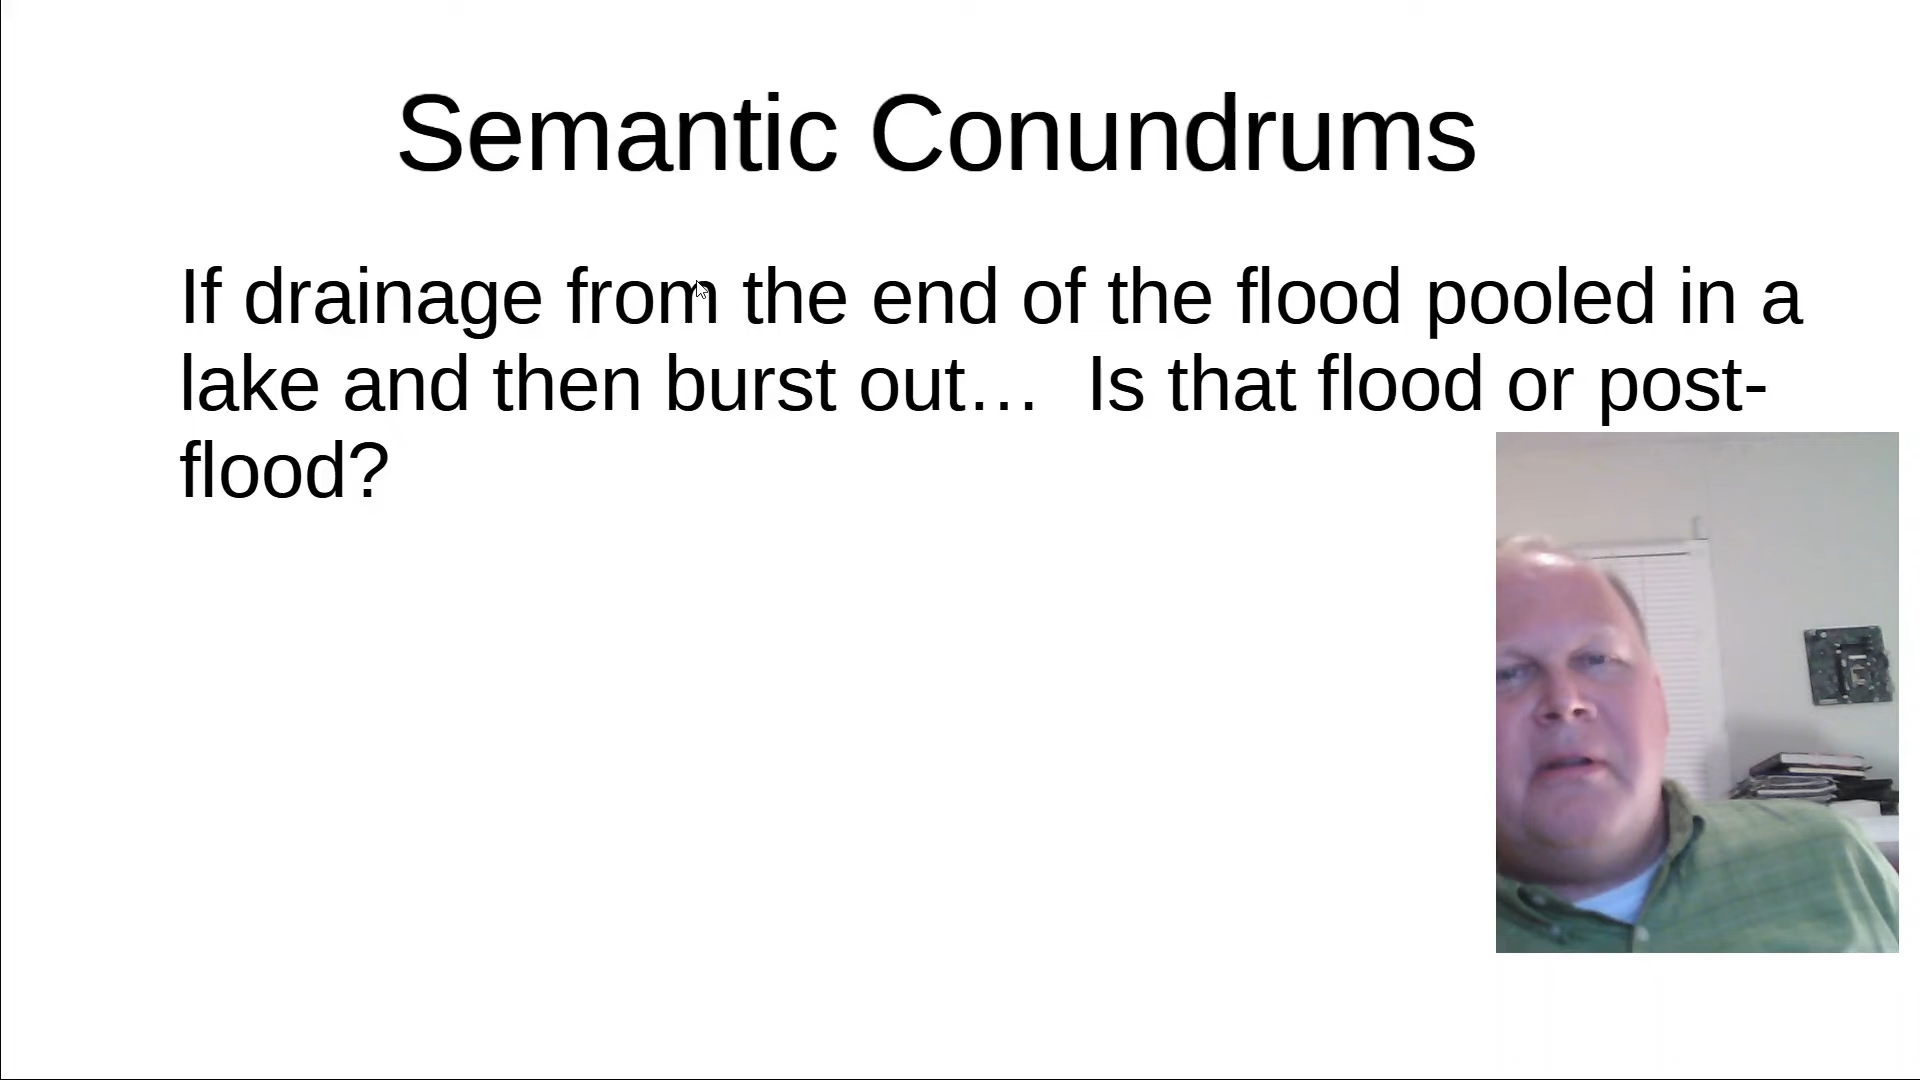 Semantic Conundrums
If drainage from the end of the flood pooled in a
lake and then burst out… Is that flood or post-
flood?